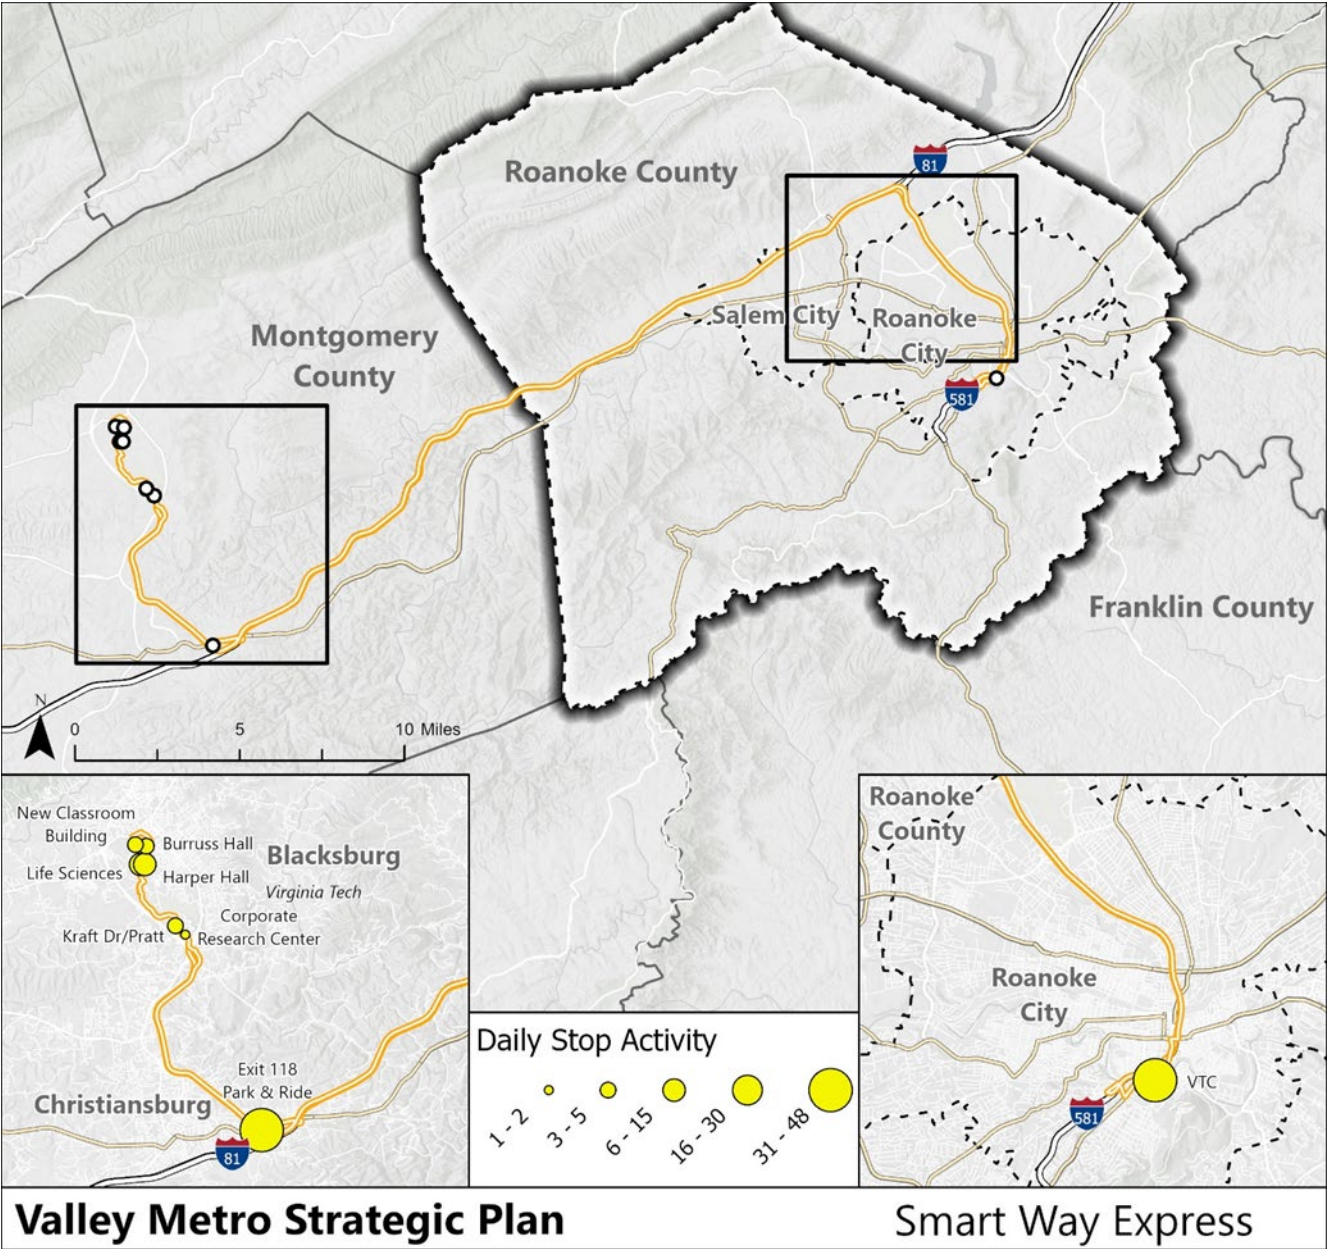 81
Roanoke County
Salem City
Roanoke
City
Montgomery
County
581
Franklin County
N
0 5 10 Miles
New Classroom
Building
Burruss Hall
Blacksburg
Life Sciences
Harper Hall
Virginia Tech
Corporate
Kraft Dr/Pratt
Research Center
Exit 118
Park & Ride
Christiansburg
81
Daily Stop Activity
1 - 2
3 - 5
6 - 15
16 - 30
31 - 48
Roanoke
County
Roanoke
City
VTC
581
Valley Metro Strategic Plan
Smart Way Express